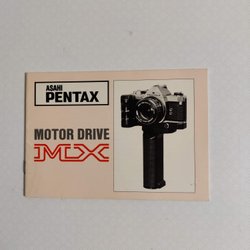 ASAHI
PENTAX
MOTOR DRIVE
MX